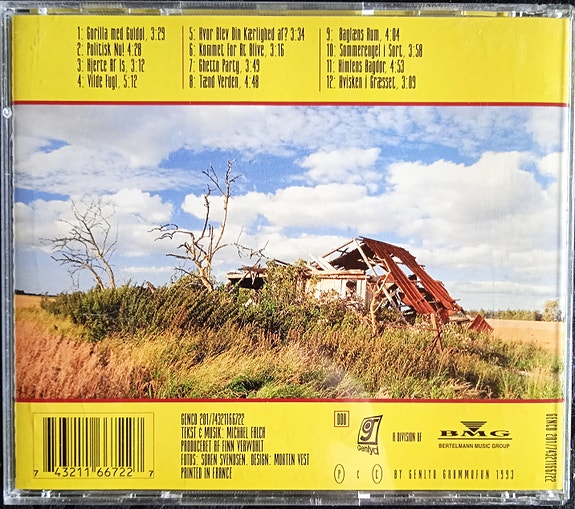 1: Gorilla med Guldøl, 3:29
2: Politisk Nu! 4:28
3: Hjerte Af Is, 3:12
4: Vilde Fugl, 5:12
5: Hvor Blev Din Kærlighed af? 3:34
6: Kommet For At Blive, 3:16
7: Ghetto Party, 3:49
8: Tænd Verden, 4:48
9: Baglæns Rum, 4:04
10: Sommerengel i Sort, 3:58
11: Himlens Bagdør, 4:53
12: Hvisken i Græsset, 3:09
7 43211 66722 7
GENCD 201/74321166722
TEKST & MUSIK: MICHAEL FALCH
PRODUCERET AF FINN VERWOHLT
FOTOS: SØREN SVENDSEN. DESIGN: MORTEN VEST
PRINTED IN FRANCE
DDD
g
Genlyd
A DIVISION OF
BMG
BERTELMANN MUSIC GROUP
P C BY GENLYD GRAMMOFON 1993
GENCD 201/74321166722